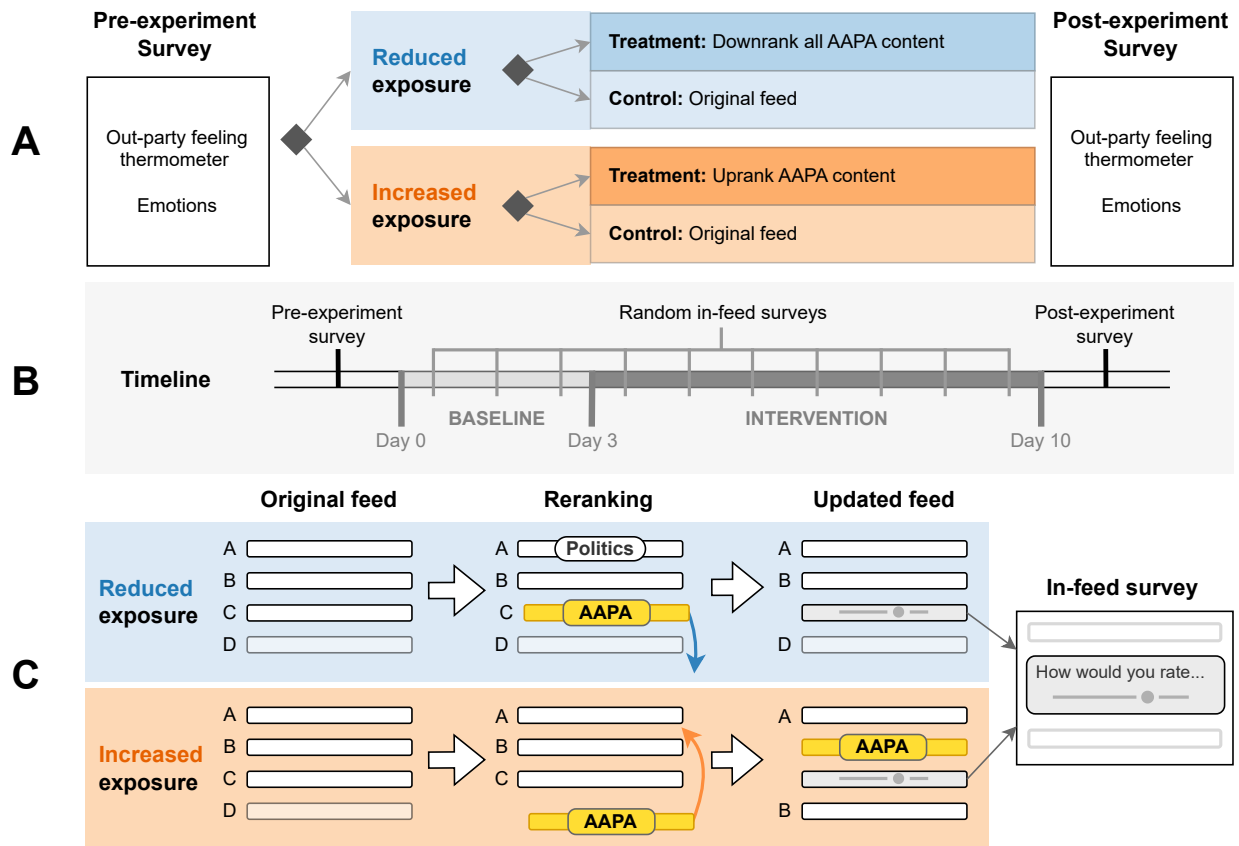 A
Pre-experiment
Survey
Out-party feeling
thermometer
Emotions
Reduced
exposure
Treatment: Downrank all AAPA content
Control: Original feed
Increased
exposure
Treatment: Uprank AAPA content
Control: Original feed
Post-experiment
Survey
Out-party feeling
thermometer
Emotions
B
Timeline
Pre-experiment
survey
Random in-feed surveys
Post-experiment
survey
BASELINE
INTERVENTION
Day 0
Day 3
Day 10
C
Original feed
Reranking
Updated feed
Reduced
exposure
A
B
C
D
A
Politics
B
C
AAPA
D
A
B
D
Increased
exposure
A
B
C
D
A
B
C
AAPA
A
AAPA
B
In-feed survey
How would you rate...